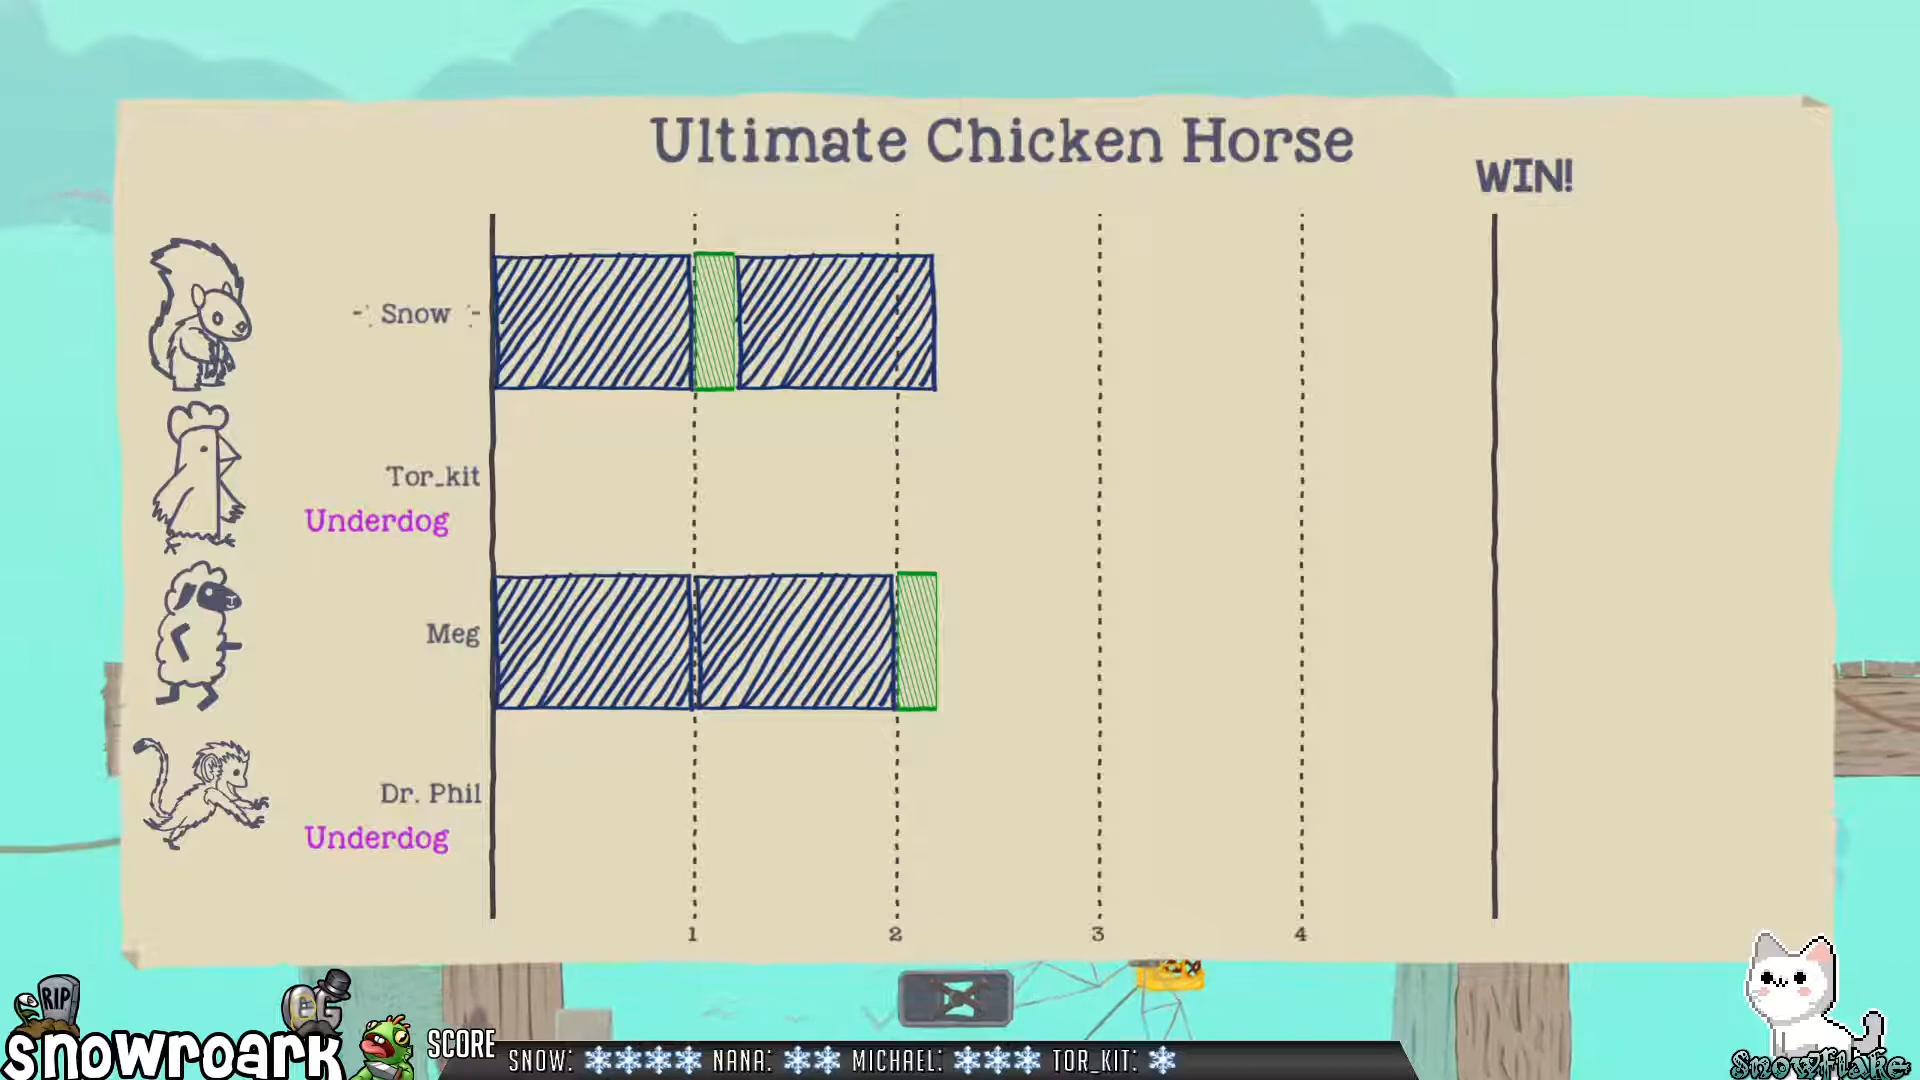 Ultimate Chicken Horse
WIN!
Snow
Tor_kit
Underdog
Meg
Dr. Phil
Underdog
1 2 3 4
RIP
snowroark
SCORE
SNOW: NANA: MICHAEL: TOR_KIT:
Snowflake